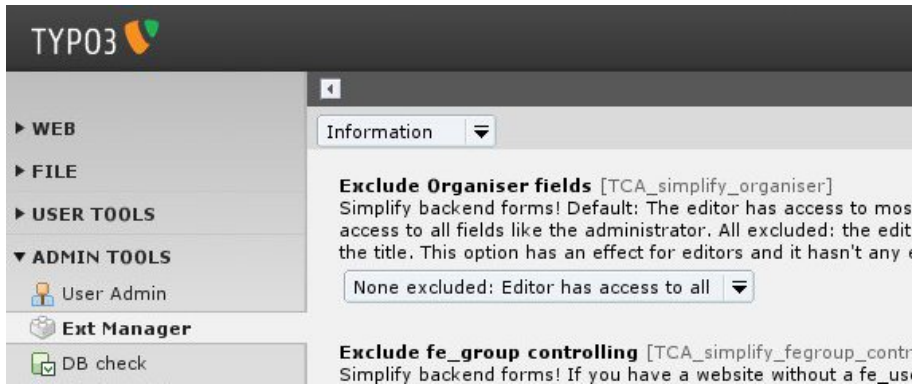 TYPO3
WEB
FILE
USER TOOLS
ADMIN TOOLS
User Admin
Ext Manager
DB check
Information
Exclude Organiser fields [TCA_simplify_organiser]
Simplify backend forms! Default: The editor has access to mos
access to all fields like the administrator. All excluded: the edit
the title. This option has an effect for editors and it hasn't any e
None excluded: Editor has access to all
Exclude fe_group controlling [TCA_simplify_fegroup_contr
Simplify backend forms! If you have a website without a fe_use